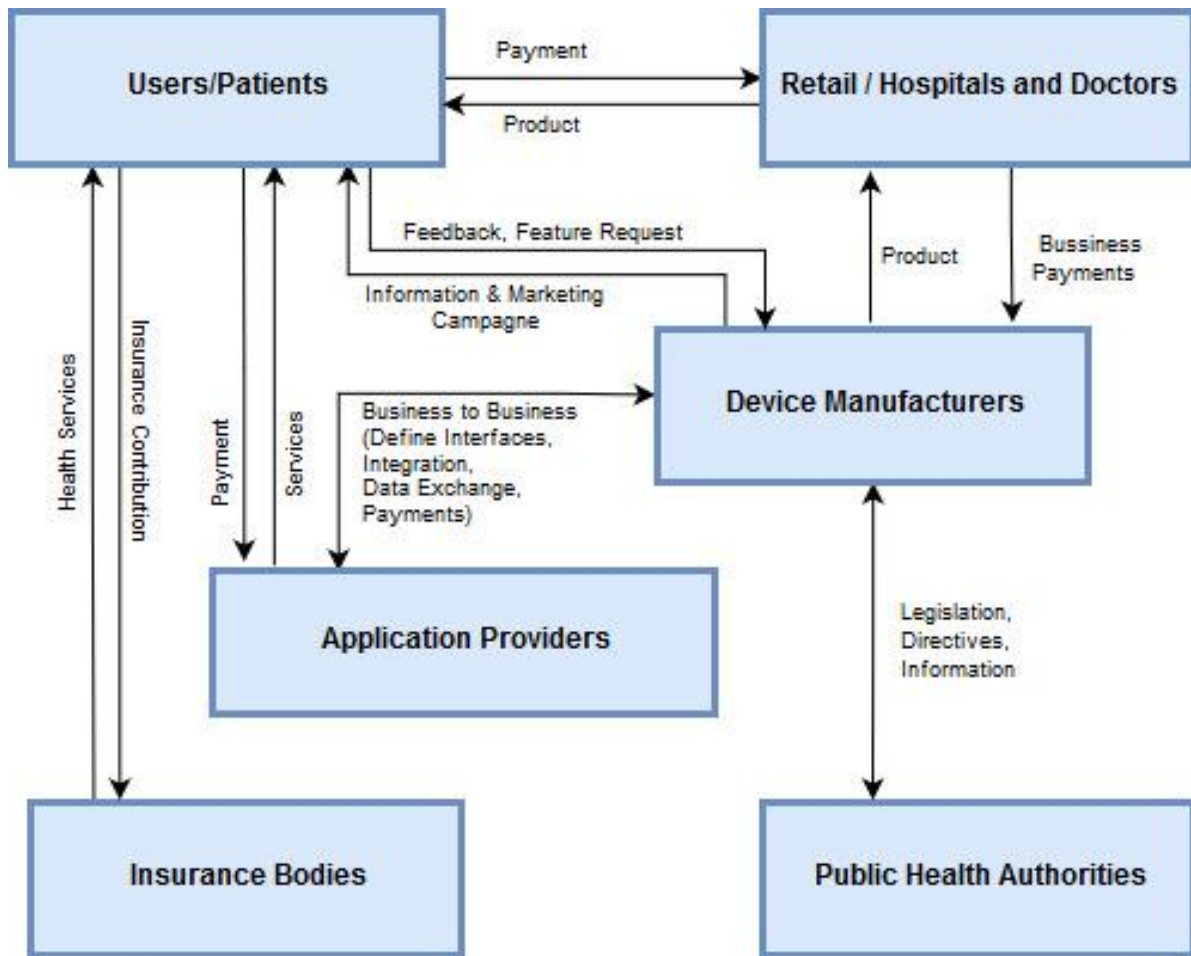 Payment
Users/Patients
Retail / Hospitals and Doctors
Product
Feedback, Feature Request
Product
Bussiness
Payments
Information & Marketing
Campagne
Health Services
Insurance Contribution
Payment
Services
Business to Business
(Define Interfaces,
Integration,
Data Exchange,
Payments)
Device Manufacturers
Application Providers
Legislation,
Directives,
Information
Insurance Bodies
Public Health Authorities